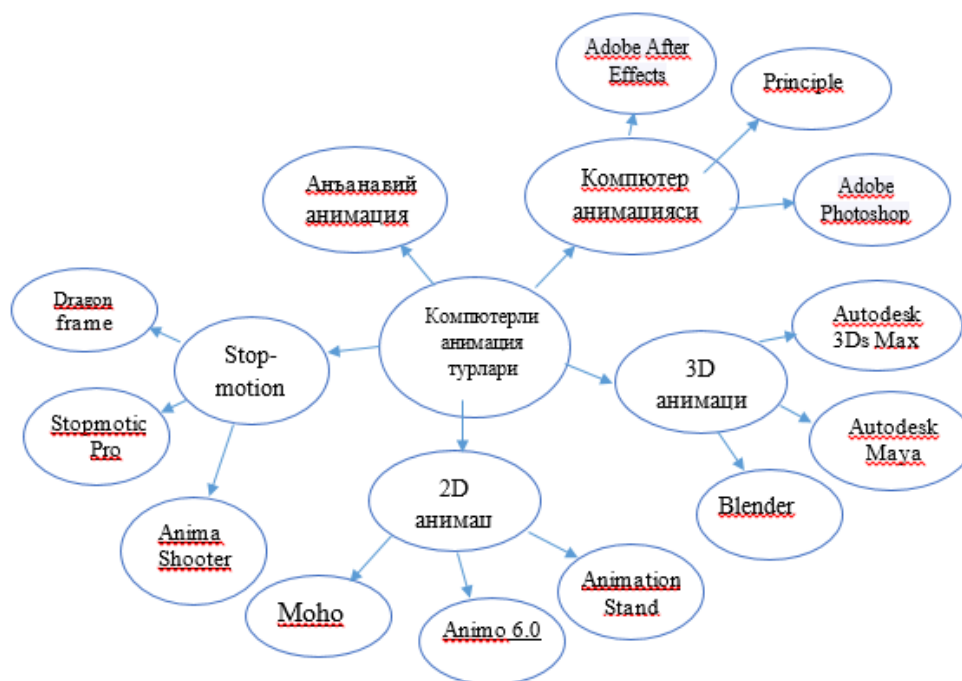 Adobe After
Effects
Principle
Анъанавий
анимация
Компютер
анимацияси
Adobe
Photoshop
Dragon
frame
Stop-
motion
Компютерли
анимация
турлари
3D
анимаци
Autodesk
3Ds Max
Stopmotic
Pro
Autodesk
Maya
2D
Blender
Anima
Shooter
Moho
Animo 6.0
Animation
Stand